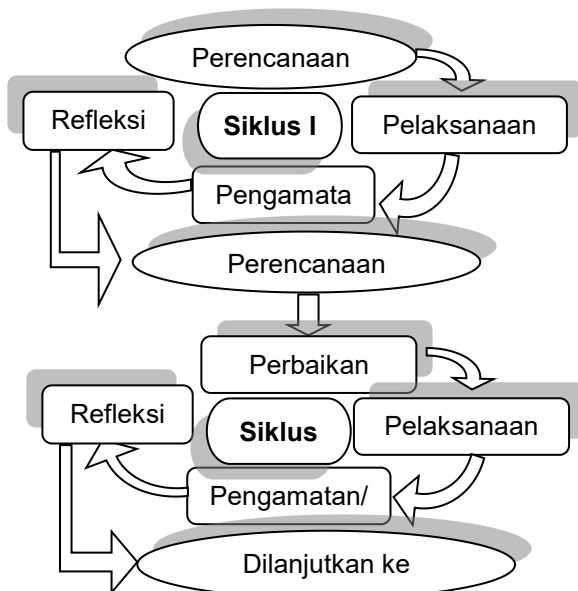 Perencanaan
Refleksi
Siklus I
Pelaksanaan
Pengamata
Perencanaan
Perbaikan
Refleksi
Siklus
Pelaksanaan
Pengamatan/
Dilanjutkan ke